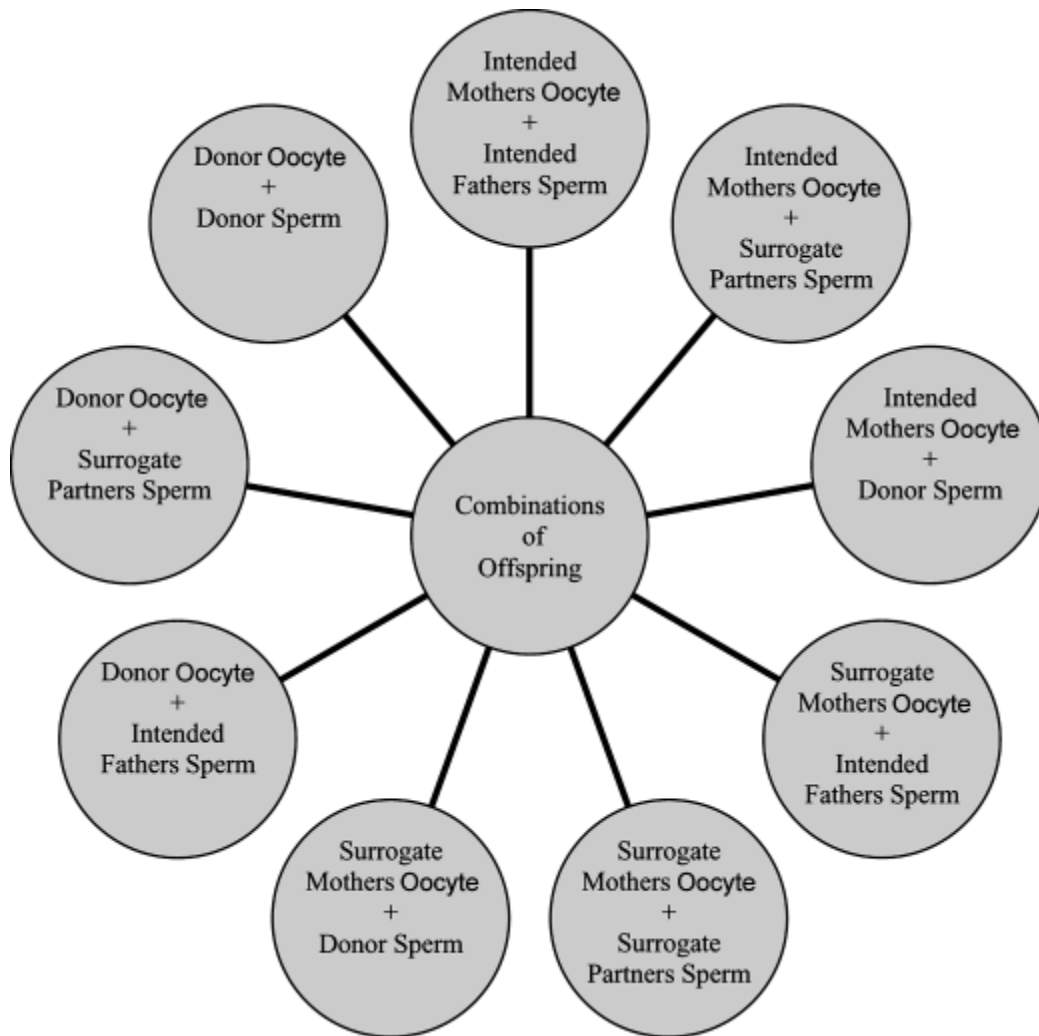 Intended
Mothers Oocyte
+
Intended
Fathers Sperm
Intended
Mothers Oocyte
+
Surrogate
Partners Sperm
Intended
Mothers Oocyte
+
Donor Sperm
Surrogate
Mothers Oocyte
+
Intended
Fathers Sperm
Surrogate
Mothers Oocyte
+
Surrogate
Partners Sperm
Surrogate
Mothers Oocyte
+
Donor Sperm
Donor Oocyte
+
Intended
Fathers Sperm
Donor Oocyte
+
Surrogate
Partners Sperm
Donor Oocyte
+
Donor Sperm
Combinations
of
Offspring